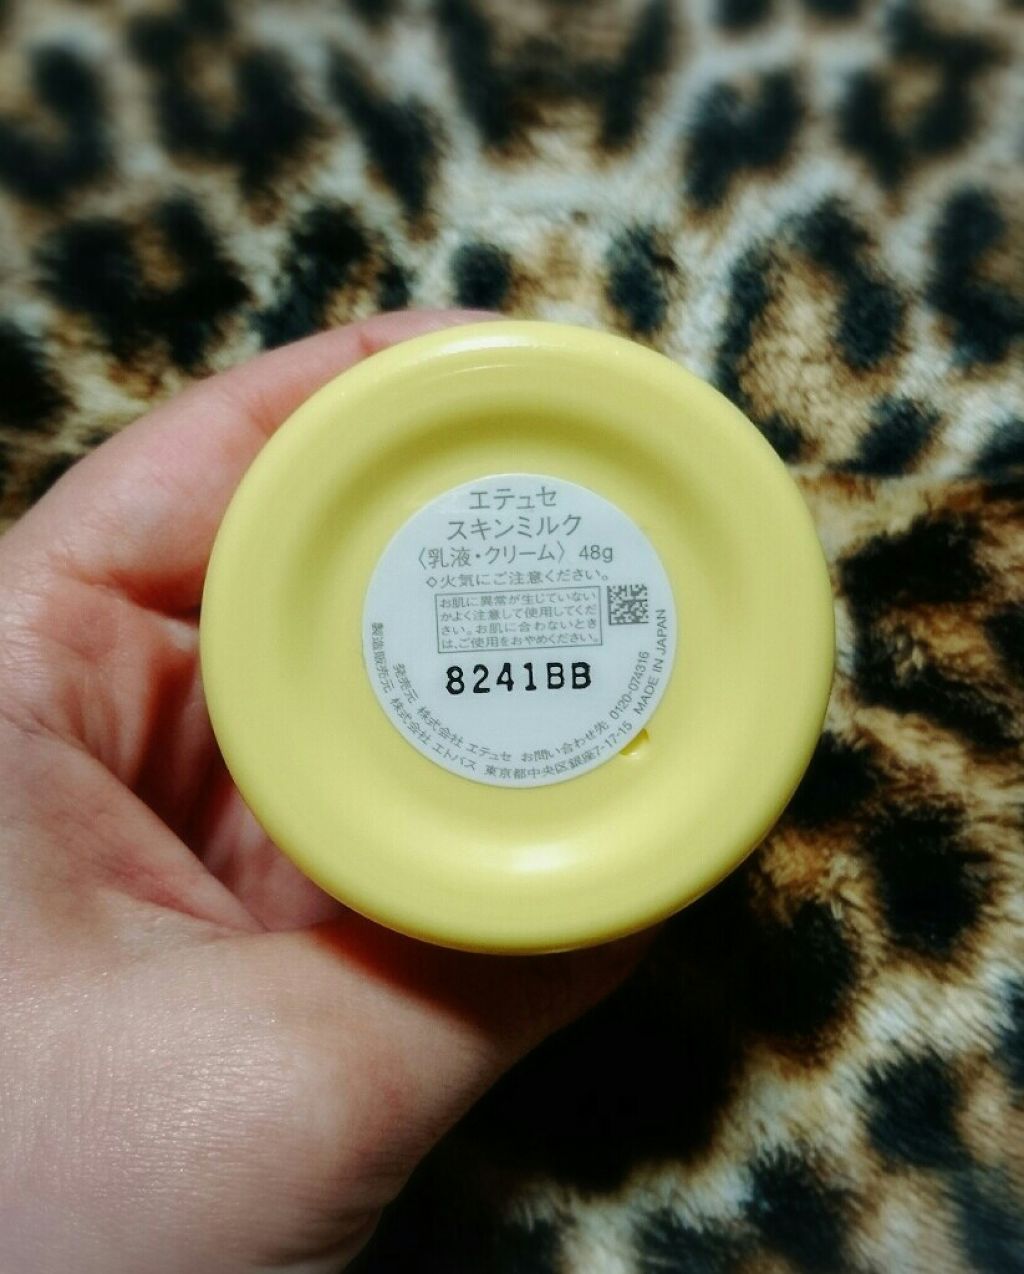 エテュセ
スキンミルク
〈乳液・クリーム〉 48g
◇火気にご注意ください。
お肌に異常が生じていない
かよく注意して使用してくだ
さい。お肌に合わないとき
は、ご使用をおやめください。
8241BB
発売元 株式会社 エテュセ お問い合わせ先 0120-074316
製造販売元 株式会社 エトバス 東京都中央区銀座7-17-15 MADE IN JAPAN